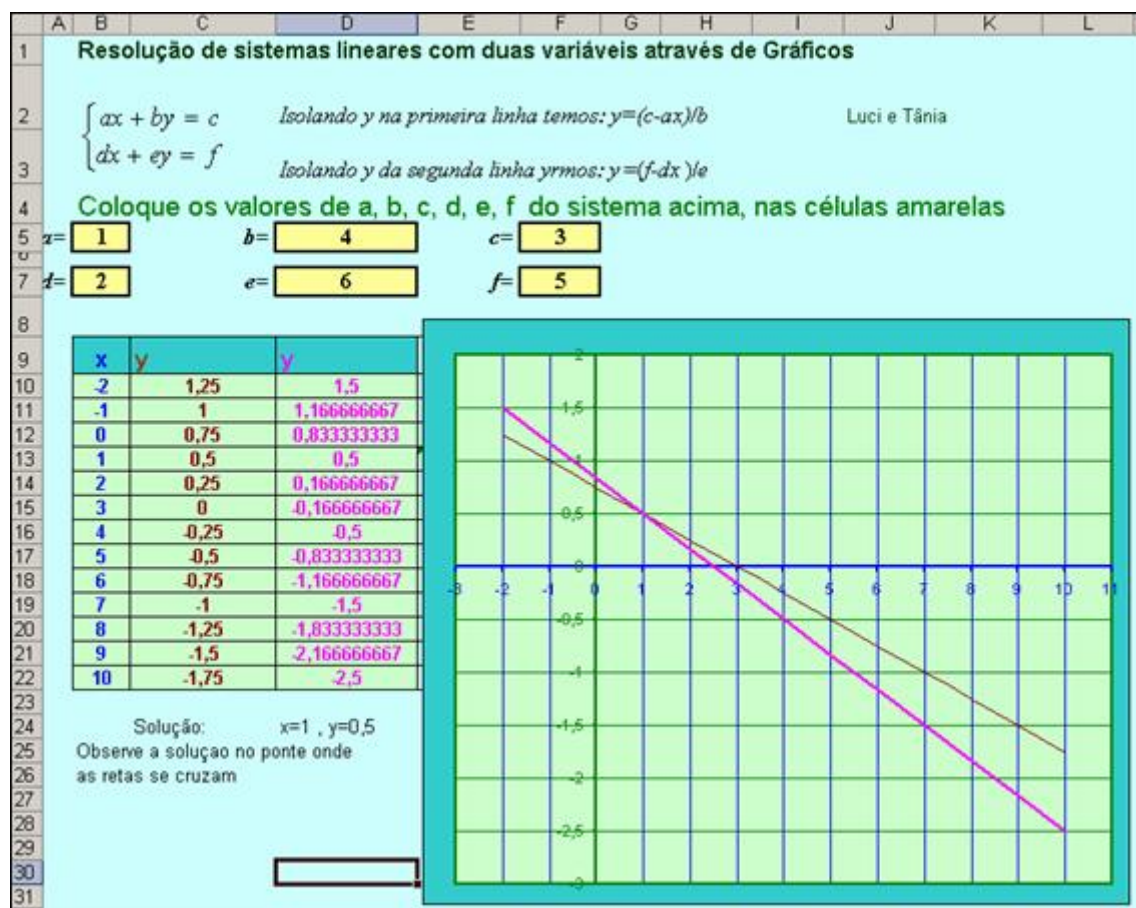 A B C D E F G H I J K L
1 Resolução de sistemas lineares com duas variáveis através de Gráficos
2 ax + by = c Isolando y na primeira linha temos: y=(c-ax)/b Luci e Tânia
3 dx + ey = f Isolando y da segunda linha yrmos: y=(f-dx )/e
4 Coloque os valores de a, b, c, d, e, f do sistema acima, nas células amarelas
5 a= 1 b= 4 c= 3
6
7 d= 2 e= 6 f= 5
8
9 x y y
10 -2 1,25 1,5
11 -1 1 1,166666667
12 0 0,75 0,833333333
13 1 0,5 0,5
14 2 0,25 0,166666667
15 3 0 -0,166666667
16 4 -0,25 -0,5
17 5 -0,5 -0,833333333
18 6 -0,75 -1,166666667
19 7 -1 -1,5
20 8 -1,25 -1,833333333
21 9 -1,5 -2,166666667
22 10 -1,75 -2,5
23
24 Solução: x=1 , y=0,5
25 Observe a soluçao no ponte onde
26 as retas se cruzam
27
28
29
30
31
2
1,5
1
0,5
0
-3 -2 -1 0 1 2 3 4 5 6 7 8 9 10 11
-0,5
-1
-1,5
-2
-2,5
-3